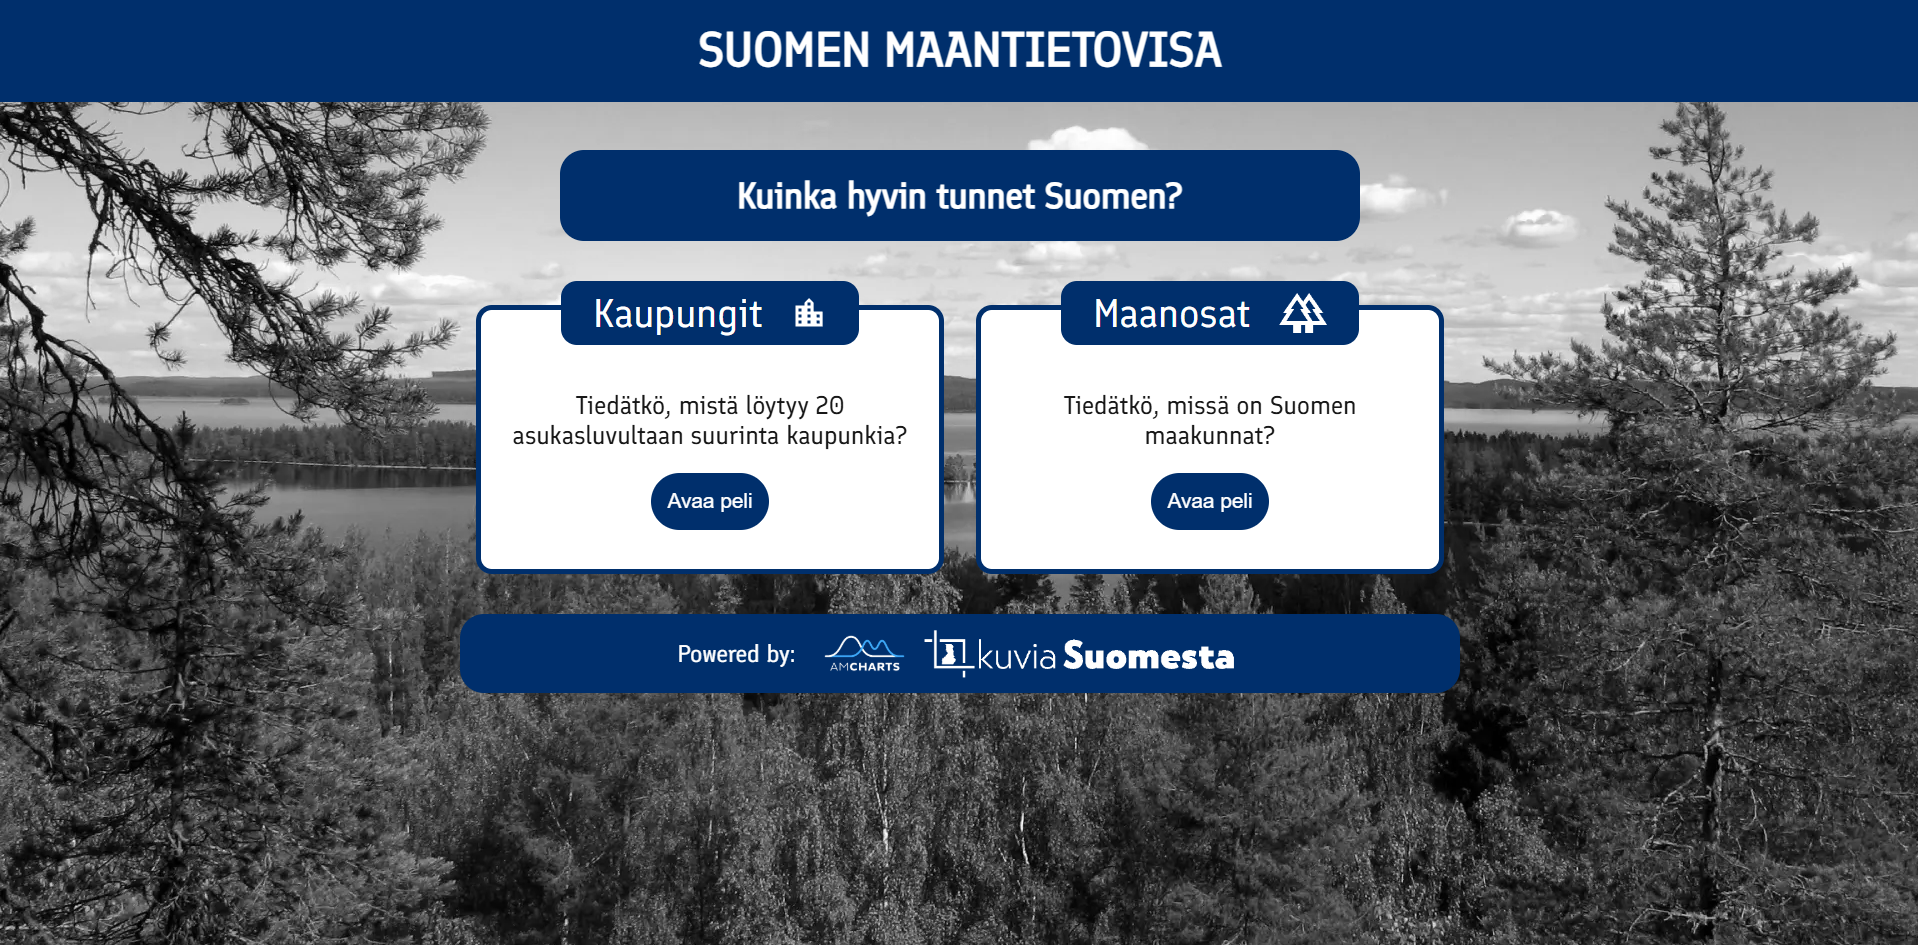 SUOMEN MAANTIETOVISA
Kuinka hyvin tunnet Suomen?
Kaupungit
Tiedätkö, mistä löytyy 20
asukasluvultaan suurinta kaupunkia?
Avaa peli
Maanosat
Tiedätkö, missä on Suomen
maakunnat?
Avaa peli
Powered by:
AMCHARTS
kuvia Suomesta